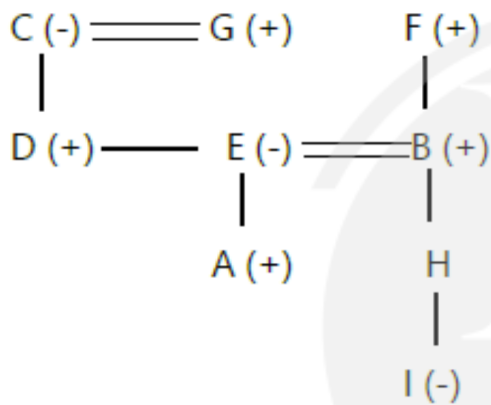 C (-) G (+) F (+)
D (+) E (-) B (+)
A (+) H
I (-)